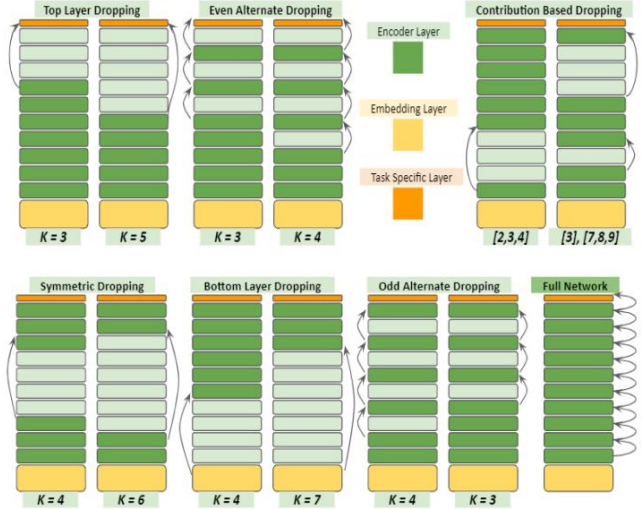 Top Layer Dropping
Even Alternate Dropping
Contribution Based Dropping
Encoder Layer
Embedding Layer
Task Specific Layer
K = 3
K = 5
K = 3
K = 4
[2,3,4]
[3], [7,8,9]
Symmetric Dropping
Bottom Layer Dropping
Odd Alternate Dropping
Full Network
K = 4
K = 6
K = 4
K = 7
K = 4
K = 3